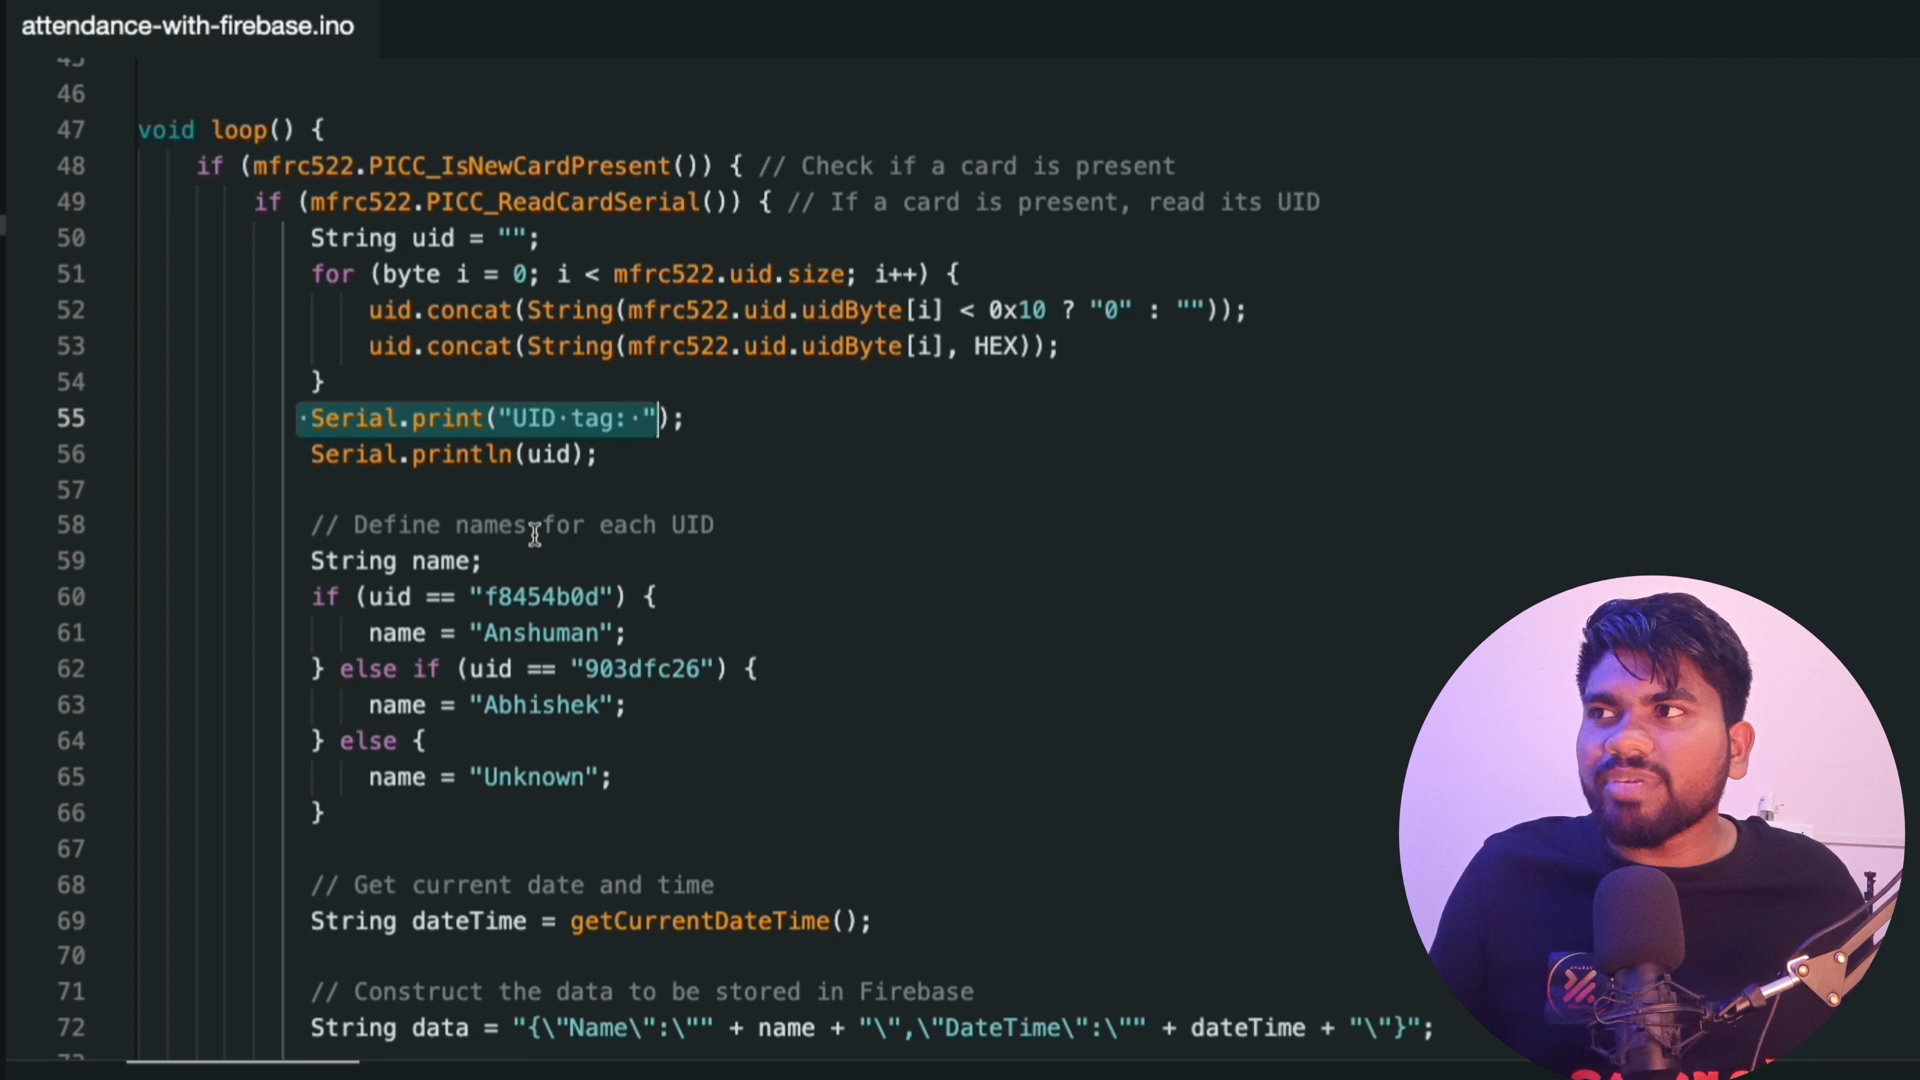 attendance-with-firebase.ino
46
47 void loop() {
48 if (mfrc522.PICC_IsNewCardPresent()) { // Check if a card is present
49 if (mfrc522.PICC_ReadCardSerial()) { // If a card is present, read its UID
50 String uid = "";
51 for (byte i = 0; i < mfrc522.uid.size; i++) {
52 uid.concat(String(mfrc522.uid.uidByte[i] < 0x10 ? "0" : ""));
53 uid.concat(String(mfrc522.uid.uidByte[i], HEX));
54 }
55 Serial.print("UID·tag:·");
56 Serial.println(uid);
57
58 // Define names for each UID
59 String name;
60 if (uid == "f8454b0d") {
61 name = "Anshuman";
62 } else if (uid == "903dfc26") {
63 name = "Abhishek";
64 } else {
65 name = "Unknown";
66 }
67
68 // Get current date and time
69 String dateTime = getCurrentDateTime();
70
71 // Construct the data to be stored in Firebase
72 String data = "{\"Name\":\"" + name + "\",\"DateTime\":\"" + dateTime + "\"}";